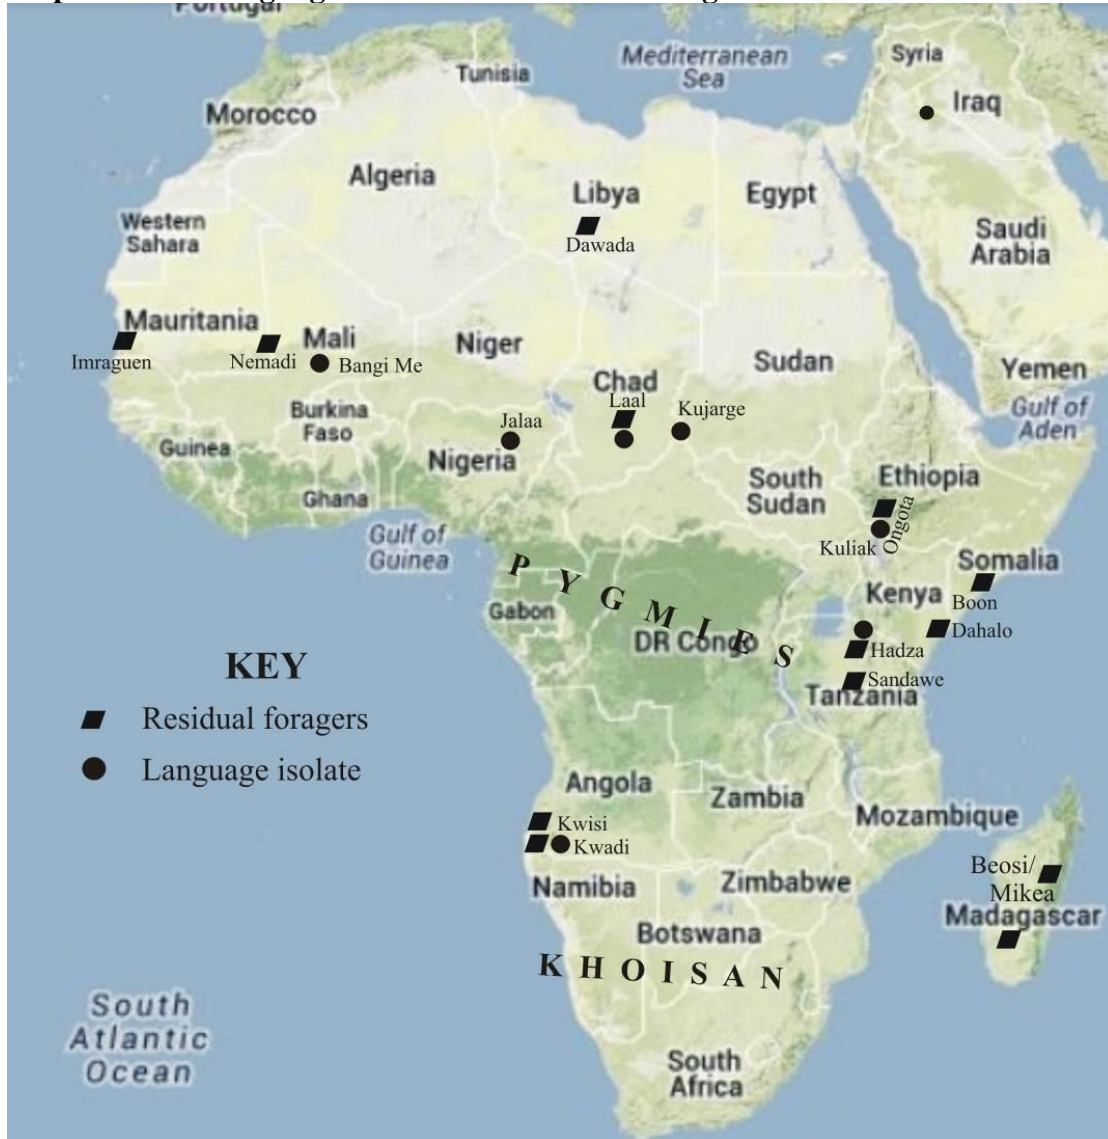 Portugal
Mediterranean
Sea
Syria
Tunisia
Iraq
Morocco
Algeria
Libya
Egypt
Dawada
Western
Sahara
Saudi
Arabia
Mauritania
Mali
Niger
Imraguen
Nemadi
Bangi Me
Sudan
Yemen
Chad
Laal
Kujarge
Burkina
Faso
Jalaa
Gulf of
Aden
Guinea
Nigeria
South
Sudan
Ethiopia
Ghana
Ongota
Gulf of
Guinea
Kuliak
Somalia
PYGMIES
Gabon
Kenya
Boon
DR Congo
Dahalo
Hadza
KEY
Sandawe
Tanzania
Residual foragers
Language isolate
Angola
Zambia
Mozambique
Kwisi
Kwadi
Beosi/
Mikea
Namibia
Zimbabwe
Madagascar
Botswana
KHOISAN
South
Atlantic
Ocean
South
Africa